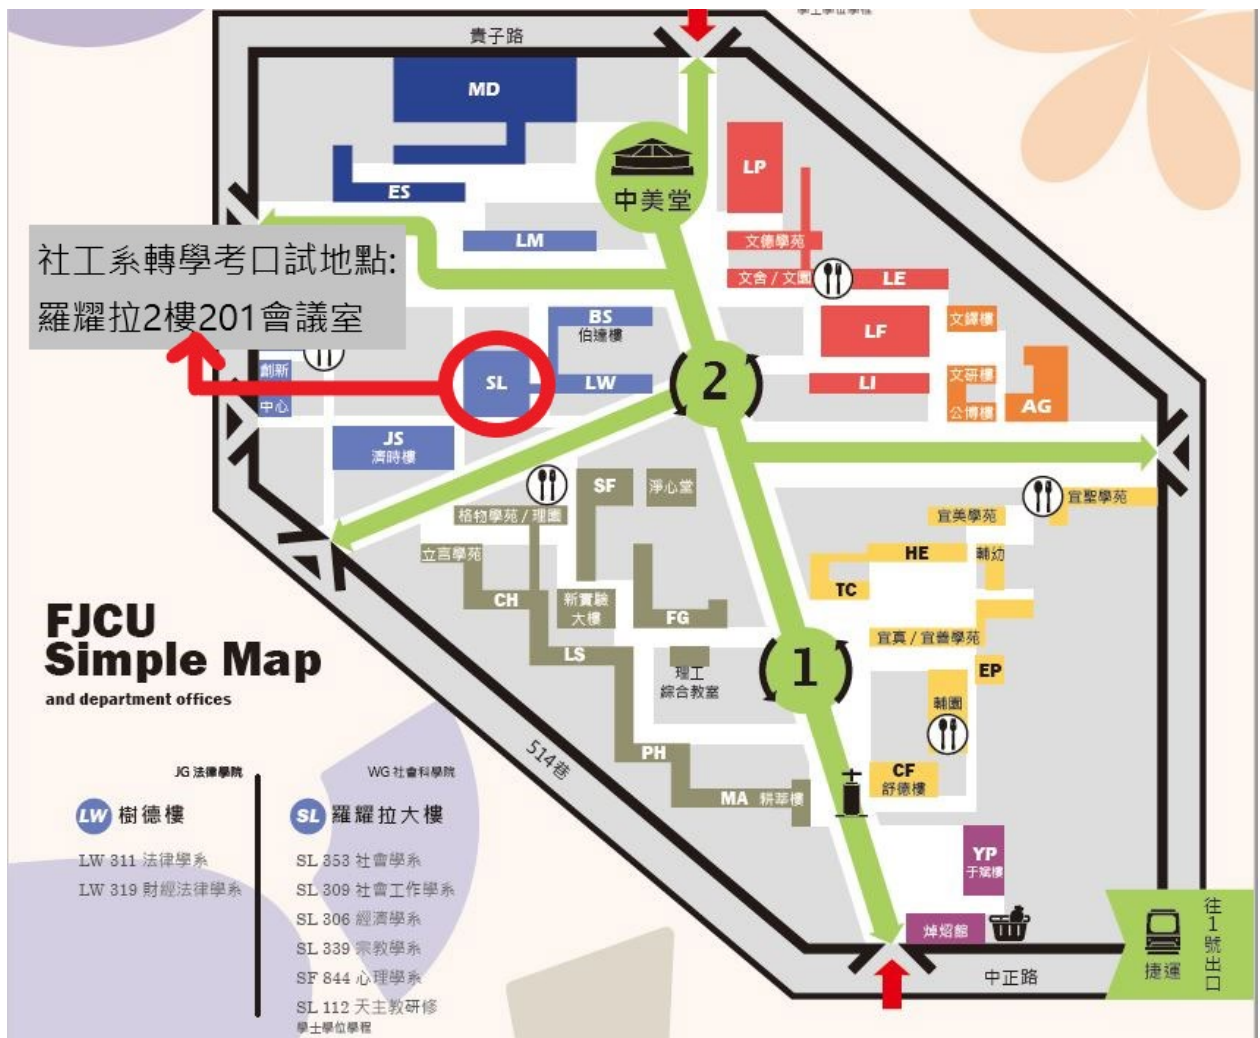 學士學位學程
貴子路
MD
ES
中美堂
LP
文德學苑
文舍 / 文園
LE
LM
社工系轉學考口試地點:
羅耀拉2樓201會議室
BS
伯達樓
LF
文鐸樓
創新
中心
SL
LW
2
LI
文研樓
公博樓
AG
JS
濟時樓
SF
淨心堂
格物學苑 / 理園
立言學苑
宜聖學苑
宜美學苑
HE
輔幼
TC
CH
新實驗
大樓
FG
宜真 / 宜善學苑
LS
理工
綜合教室
1
EP
輔園
FJCU
Simple Map
and department offices
514巷
PH
MA 耕莘樓
CF
舒德樓
YP
于斌樓
焯炤館
中正路
捷運
往1號出口
JG 法律學院
LW 樹德樓
LW 311 法律學系
LW 319 財經法律學系
WG 社會科學院
SL 羅耀拉大樓
SL 353 社會學系
SL 309 社會工作學系
SL 306 經濟學系
SL 339 宗教學系
SF 844 心理學系
SL 112 天主教研修
學士學位學程